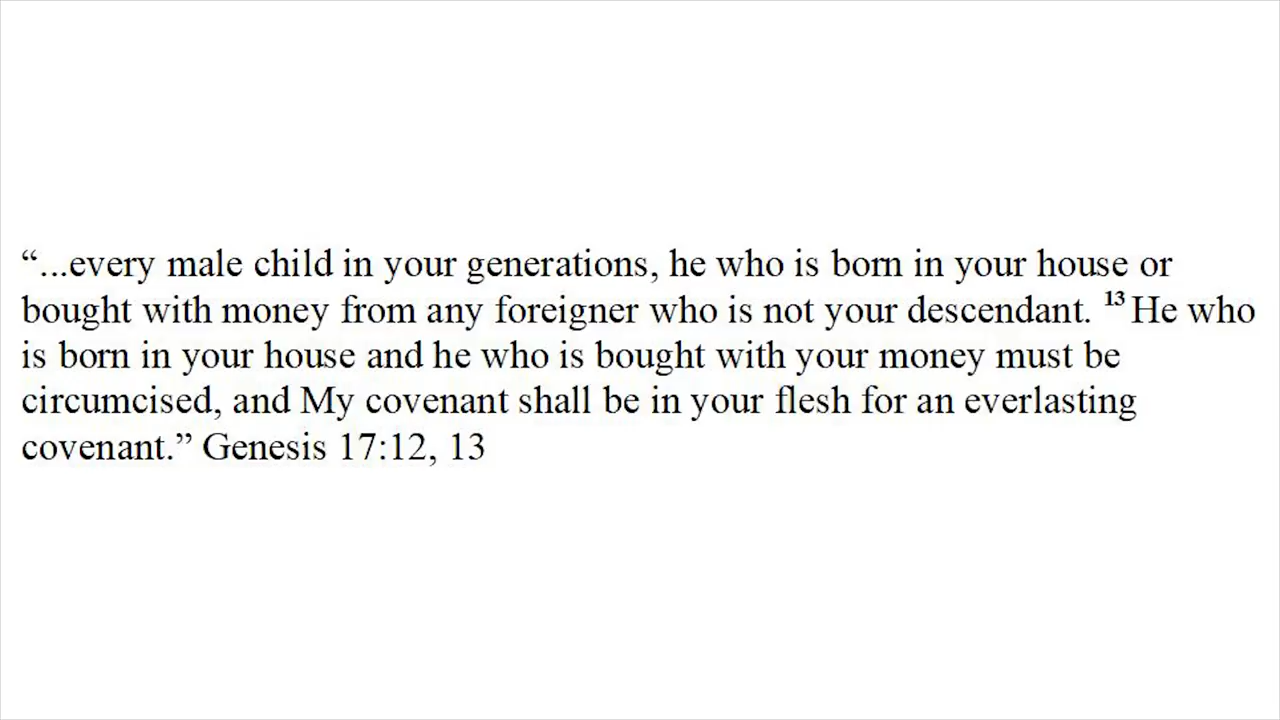 “...every male child in your generations, he who is born in your house or
bought with money from any foreigner who is not your descendant. 13 He who
is born in your house and he who is bought with your money must be
circumcised, and My covenant shall be in your flesh for an everlasting
covenant.” Genesis 17:12, 13